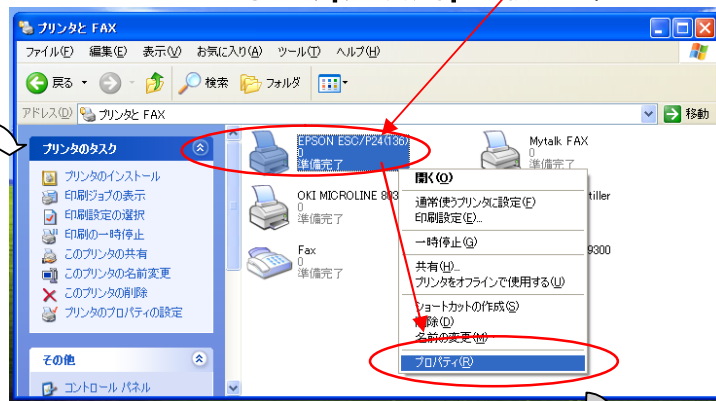 プリンタと FAX
ファイル(F) 編集(E) 表示(V) お気に入り(A) ツール(T) ヘルプ(H)
戻る 検索 フォルダ
アドレス(D) プリンタと FAX 移動
プリンタのタスク
プリンタのインストール
印刷ジョブの表示
印刷設定の選択
印刷の一時停止
このプリンタの共有
このプリンタの名前変更
このプリンタの削除
プリンタのプロパティの設定
その他
コントロール パネル
EPSON ESC/P24(136)
0
準備完了
Mytalk FAX
0
準備完了
OKI MICROLINE
0
準備完了
tiller
Fax
0
準備完了
9300
開く(O)
通常使うプリンタに設定(F)
印刷設定(E)...
一時停止(G)
共有(H)...
プリンタをオフラインで使用する(U)
ショートカットの作成(S)
削除(D)
名前の変更(M)
プロパティ(R)